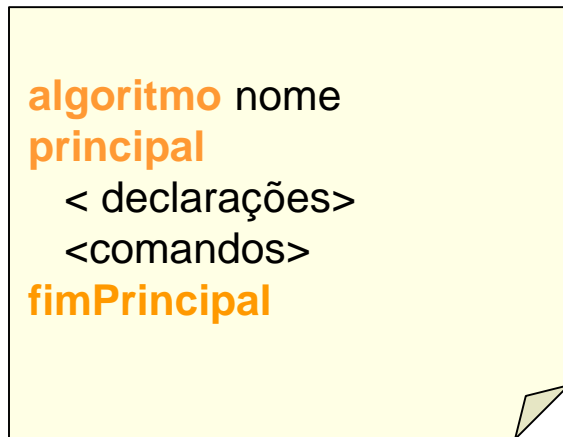 algoritmo nome
principal
< declarações>
<comandos>
fimPrincipal